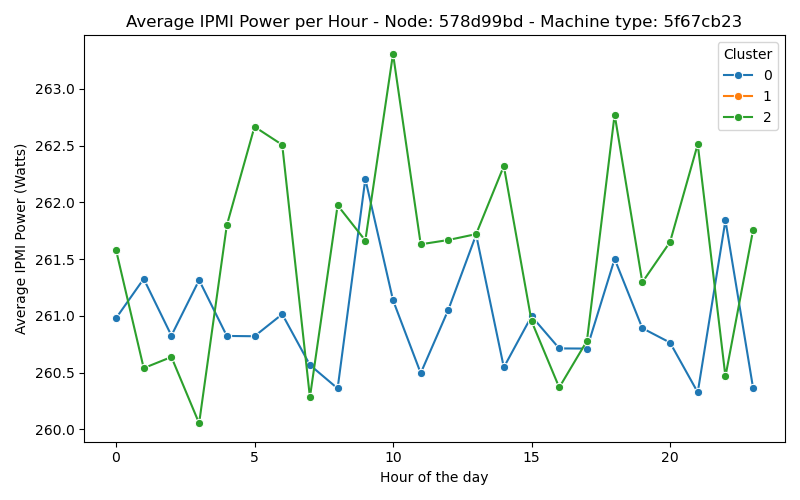 Average IPMI Power per Hour - Node: 578d99bd - Machine type: 5f67cb23
Cluster
0
1
2
263.0
262.5
262.0
261.5
261.0
260.5
260.0
Average IPMI Power (Watts)
0 5 10 15 20
Hour of the day